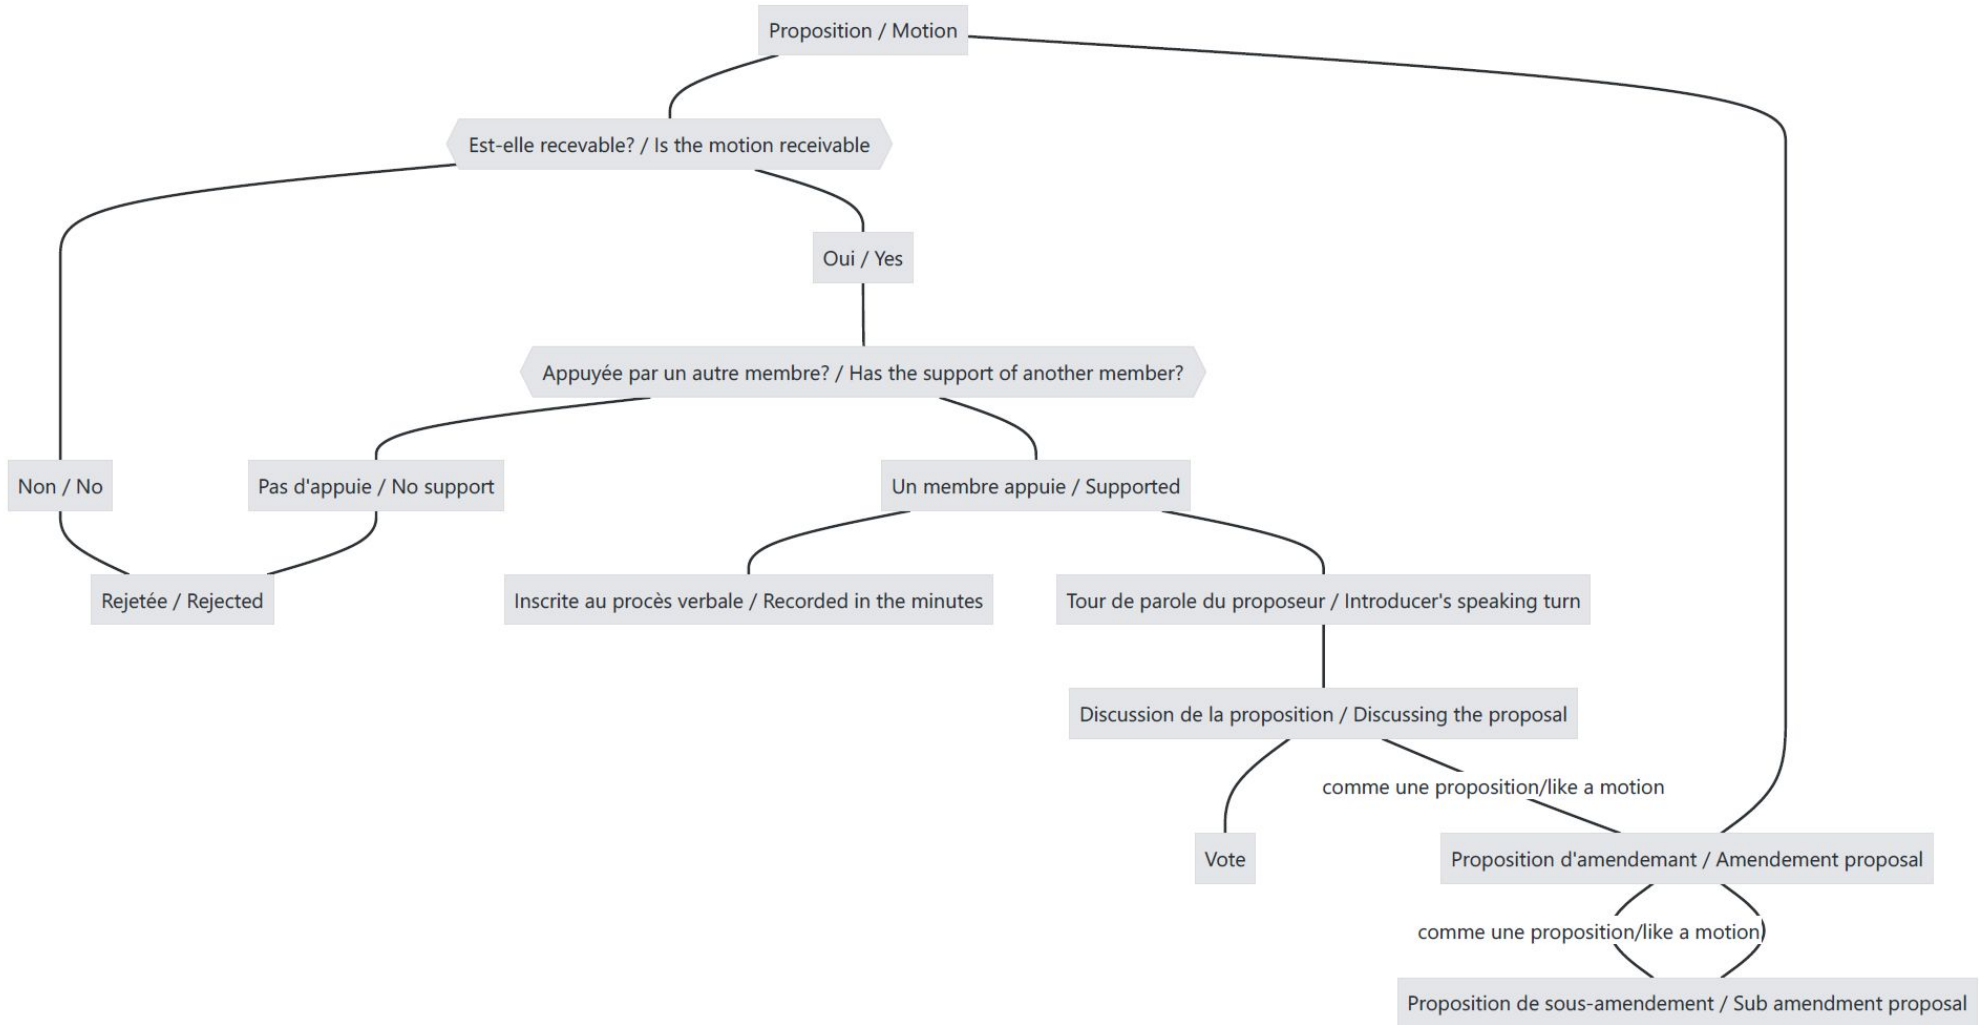 Proposition / Motion
Est-elle recevable? / Is the motion receivable
Oui / Yes
Appuyée par un autre membre? / Has the support of another member?
Non / No
Pas d'appuie / No support
Un membre appuie / Supported
Rejetée / Rejected
Inscrite au procès verbale / Recorded in the minutes
Tour de parole du proposeur / Introducer's speaking turn
Discussion de la proposition / Discussing the proposal
comme une proposition/like a motion
Vote
Proposition d'amendemant / Amendement proposal
comme une proposition/like a motion
Proposition de sous-amendement / Sub amendment proposal